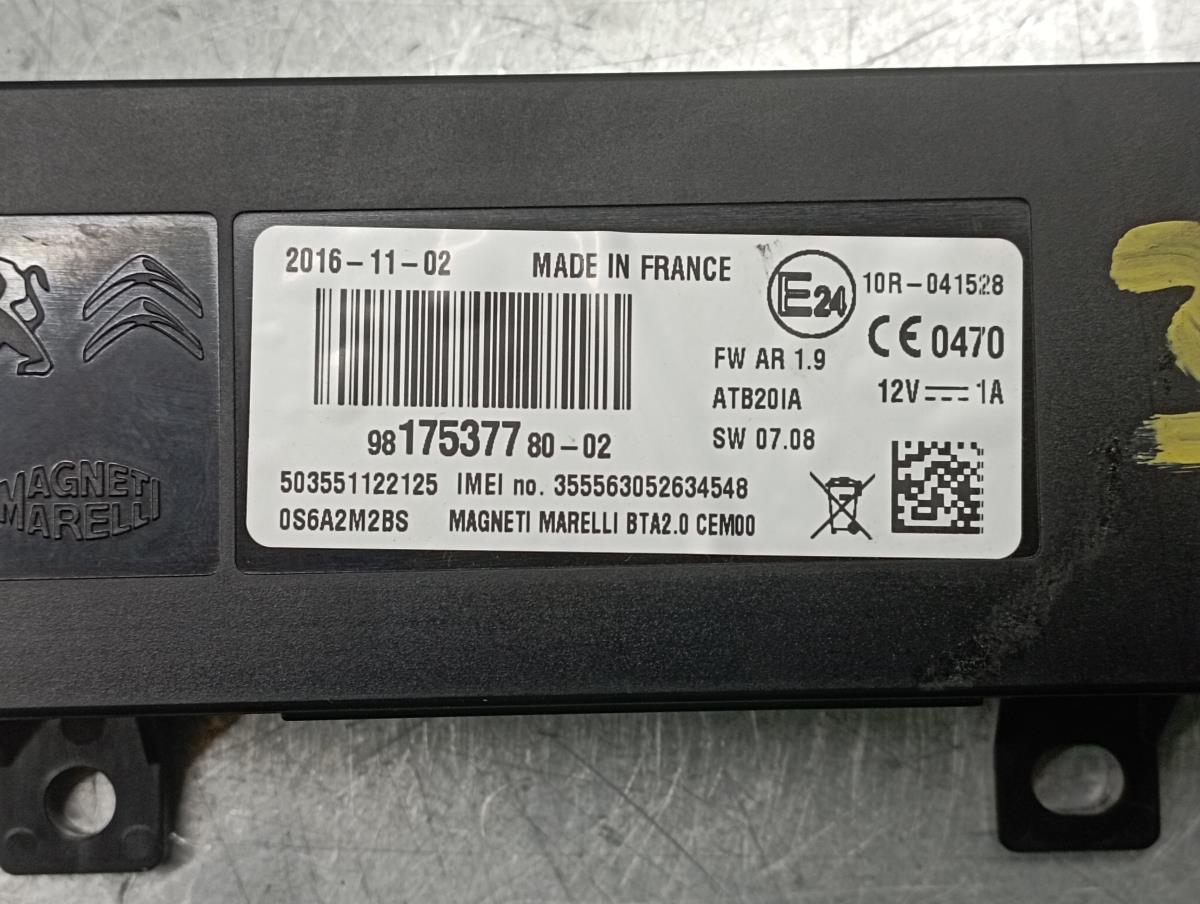 2016-11-02 MADE IN FRANCE
E24 10R-041528
CE 0470
FW AR 1.9
ATB20IA 12V 1A
SW 07.08
9817537780-02
503551122125 IMEI no. 355563052634548
0S6A2M2BS MAGNETI MARELLI BTA2.0 CEM00
MAGNETI
MARELLI